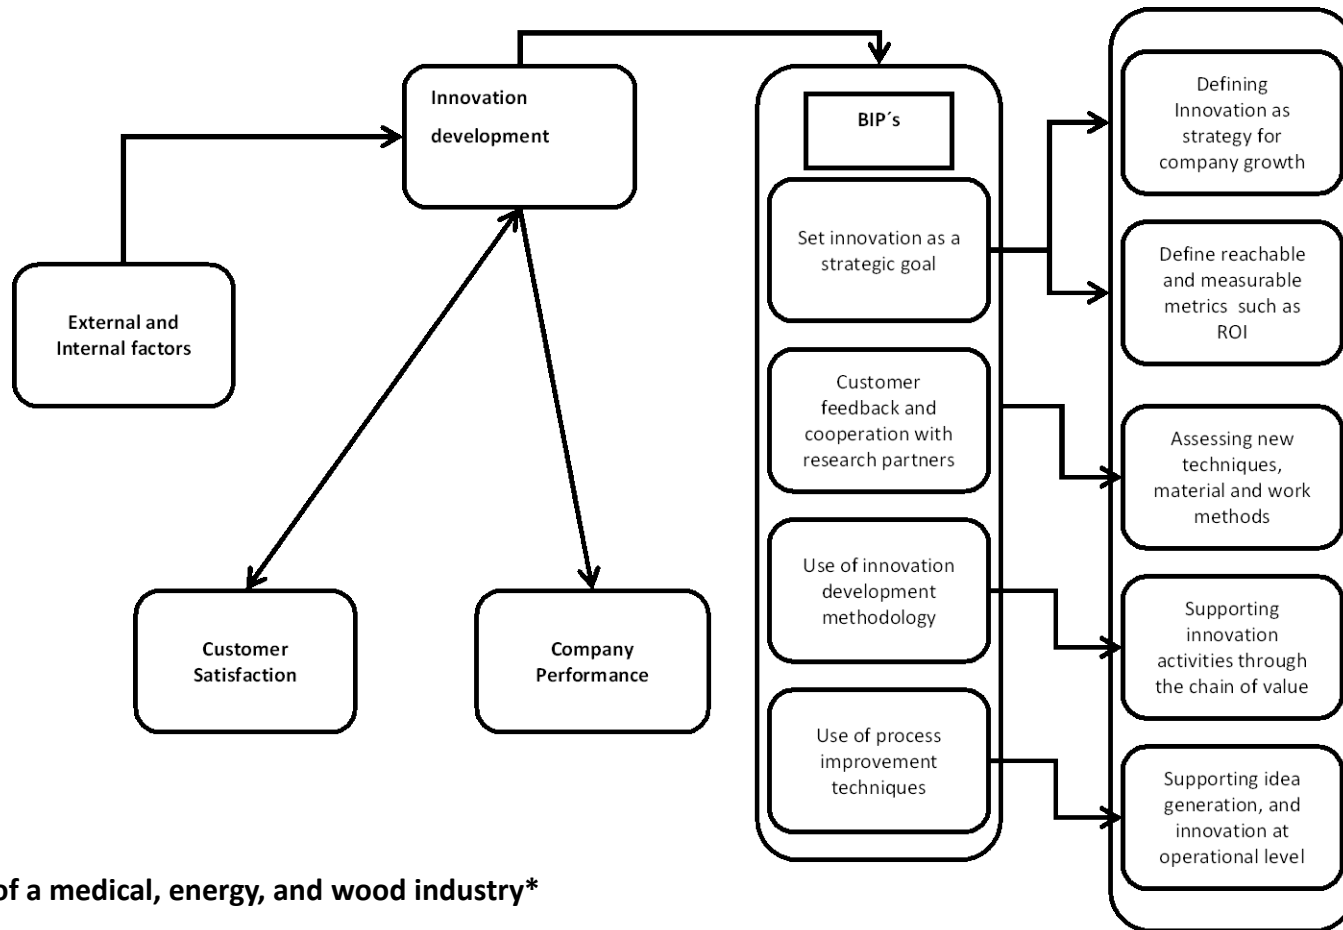 Innovation
development
External and
Internal factors
Customer
Satisfaction
Company
Performance
BIP´s
Set innovation as a
strategic goal
Customer
feedback and
cooperation with
research partners
Use of innovation
development
methodology
Use of process
improvement
techniques
Defining
Innovation as
strategy for
company growth
Define reachable
and measurable
metrics such as
ROI
Assessing new
techniques,
material and work
methods
Supporting
innovation
activities through
the chain of value
Supporting idea
generation, and
innovation at
operational level
of a medical, energy, and wood industry*